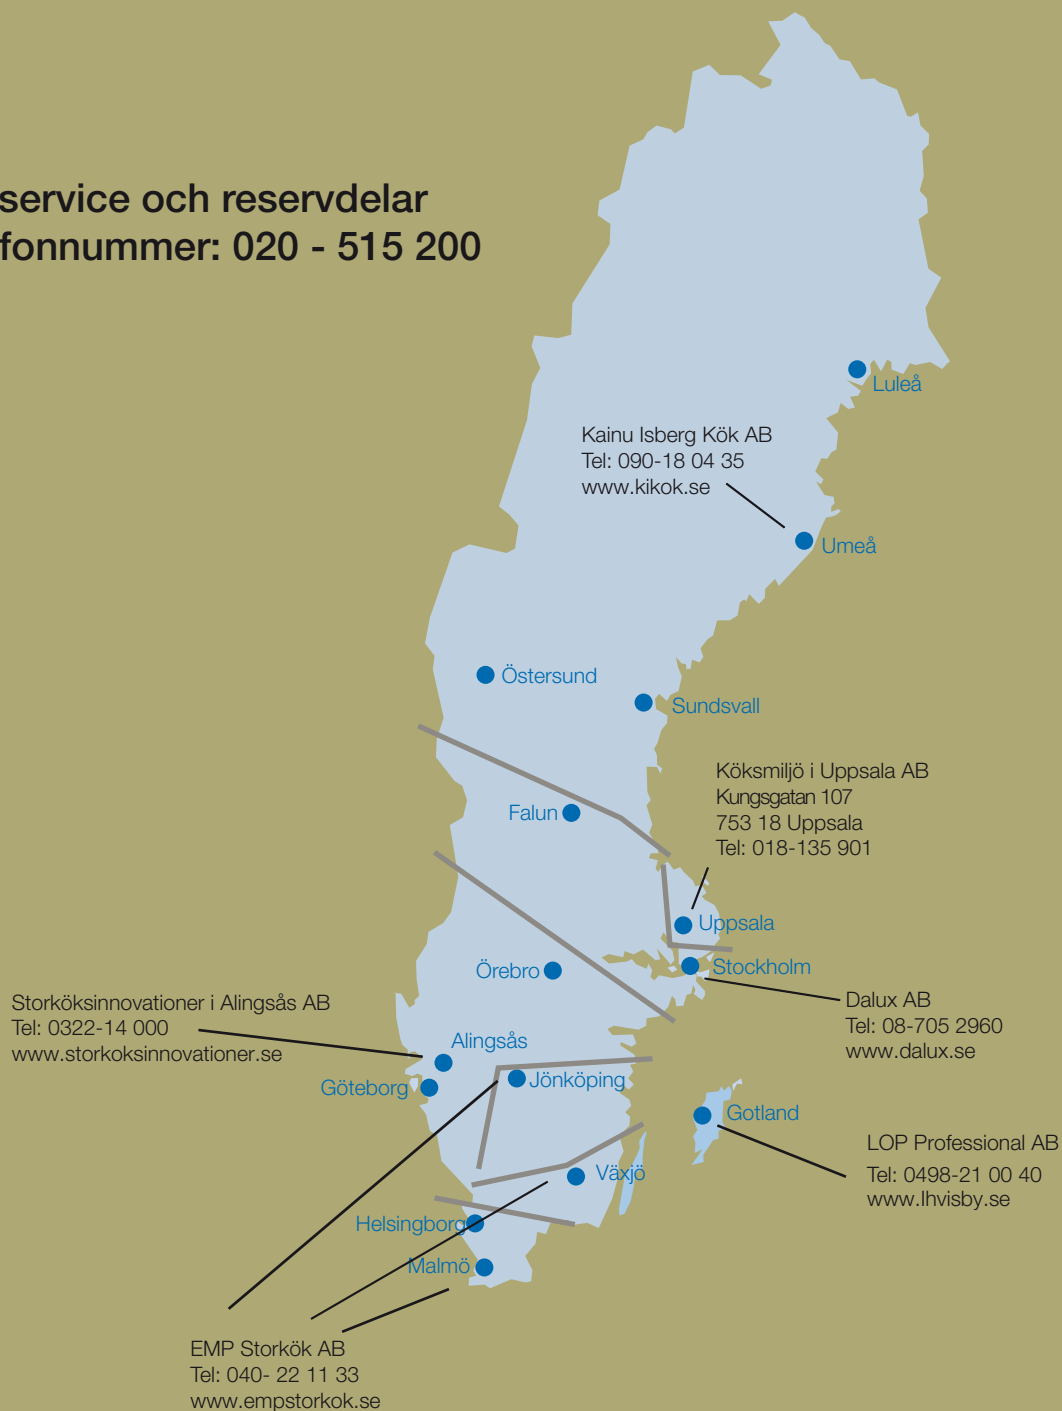 service och reservdelar
fonnummer: 020 - 515 200
Luleå
Kainu Isberg Kök AB
Tel: 090-18 04 35
www.kikok.se
Umeå
Östersund
Sundsvall
Köksmiljö i Uppsala AB
Kungsgatan 107
753 18 Uppsala
Tel: 018-135 901
Falun
Uppsala
Örebro
Stockholm
Storköksinnovationer i Alingsås AB
Tel: 0322-14 000
www.storkoksinnovationer.se
Dalux AB
Tel: 08-705 2960
www.dalux.se
Alingsås
Göteborg
Jönköping
Gotland
LOP Professional AB
Tel: 0498-21 00 40
www.lhvisby.se
Växjö
Helsingborg
Malmö
EMP Storkök AB
Tel: 040- 22 11 33
www.empstorkok.se